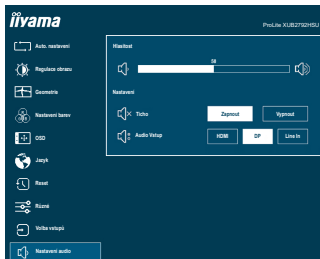 iiyama
ProLite XUB2792HSU
Auto. nastavení
Regulace obrazu
Geometrie
Nastavení barev
OSD
Jazyk
Reset
Různé
Volba vstupů
Nastavení audio
Hlasitost
50
Nastavení
Ticho
Zapnout
Vypnout
Audio Vstup
HDMI
DP
Line In